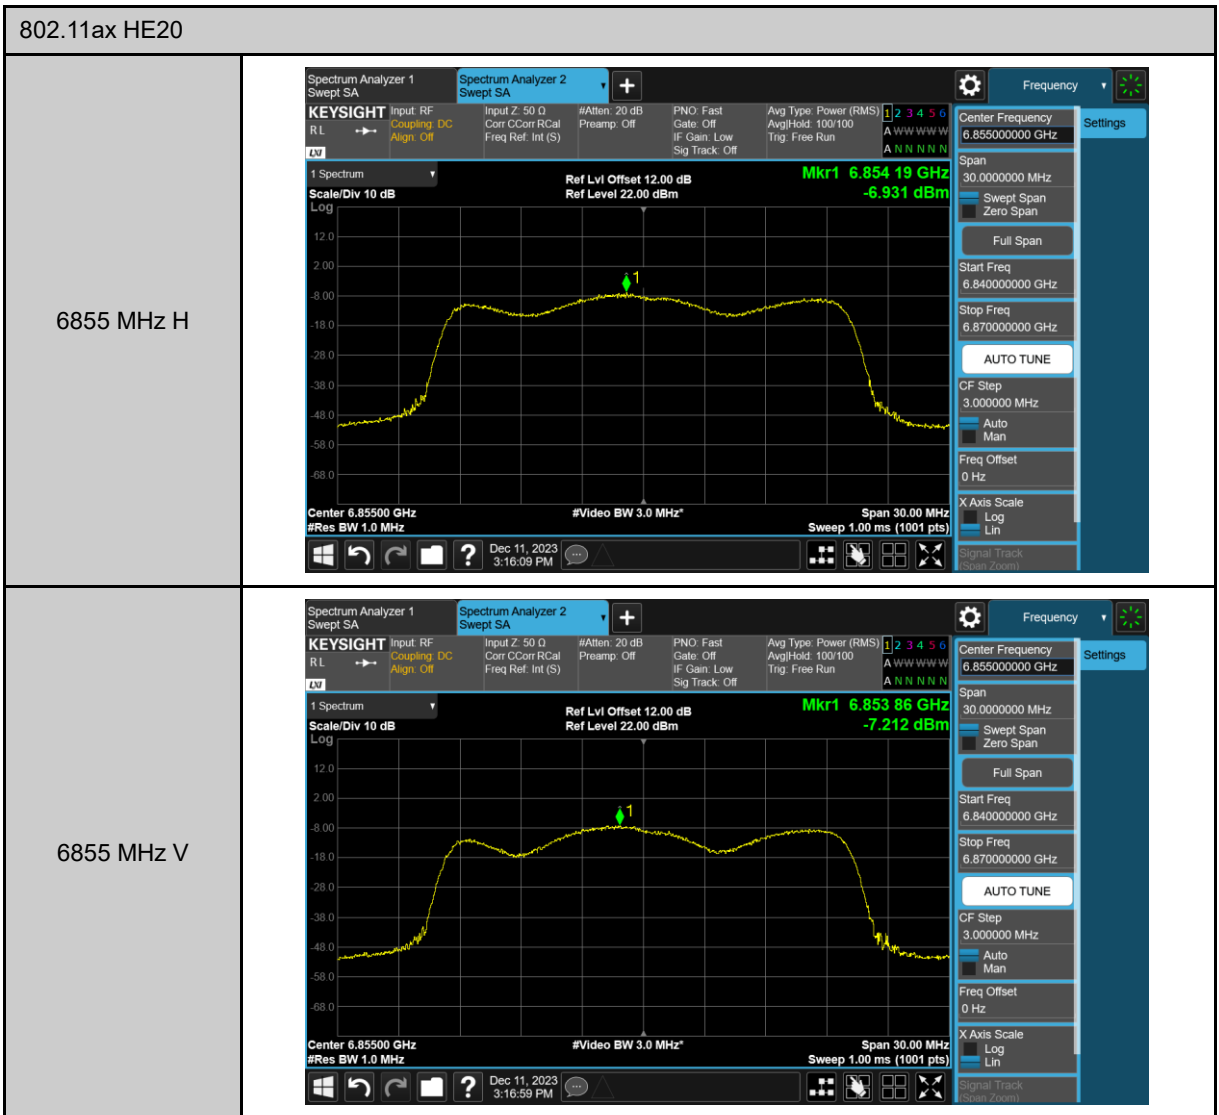 802.11ax HE20
6855 MHz H
Spectrum Analyzer 1
Swept SA
Spectrum Analyzer 2
Swept SA
Frequency
KEYSIGHT
RL
LXI
Input: RF
Coupling: DC
Align: Off
Input Z: 50 Ω
Corr CCorr RCal
Freq Ref: Int (S)
#Atten: 20 dB
Preamp: Off
PNO: Fast
Gate: Off
IF Gain: Low
Sig Track: Off
Avg Type: Power (RMS)
Avg|Hold: 100/100
Trig: Free Run
1 2 3 4 5 6
A W W W W W
A N N N N N
1 Spectrum
Scale/Div 10 dB
Log
Ref Lvl Offset 12.00 dB
Ref Level 22.00 dBm
Mkr1 6.854 19 GHz
-6.931 dBm
12.0
2.00
-8.00
-18.0
-28.0
-38.0
-48.0
-58.0
-68.0
1
Center 6.85500 GHz
#Res BW 1.0 MHz
#Video BW 3.0 MHz*
Span 30.00 MHz
Sweep 1.00 ms (1001 pts)
Dec 11, 2023
3:16:09 PM
Center Frequency
6.855000000 GHz
Settings
Span
30.0000000 MHz
Swept Span
Zero Span
Full Span
Start Freq
6.840000000 GHz
Stop Freq
6.870000000 GHz
AUTO TUNE
CF Step
3.000000 MHz
Auto
Man
Freq Offset
0 Hz
X Axis Scale
Log
Lin
Signal Track
(Span Zoom)
6855 MHz V
Spectrum Analyzer 1
Swept SA
Spectrum Analyzer 2
Swept SA
Frequency
KEYSIGHT
RL
LXI
Input: RF
Coupling: DC
Align: Off
Input Z: 50 Ω
Corr CCorr RCal
Freq Ref: Int (S)
#Atten: 20 dB
Preamp: Off
PNO: Fast
Gate: Off
IF Gain: Low
Sig Track: Off
Avg Type: Power (RMS)
Avg|Hold: 100/100
Trig: Free Run
1 2 3 4 5 6
A W W W W W
A N N N N N
1 Spectrum
Scale/Div 10 dB
Log
Ref Lvl Offset 12.00 dB
Ref Level 22.00 dBm
Mkr1 6.853 86 GHz
-7.212 dBm
12.0
2.00
-8.00
-18.0
-28.0
-38.0
-48.0
-58.0
-68.0
1
Center 6.85500 GHz
#Res BW 1.0 MHz
#Video BW 3.0 MHz*
Span 30.00 MHz
Sweep 1.00 ms (1001 pts)
Dec 11, 2023
3:16:59 PM
Center Frequency
6.855000000 GHz
Settings
Span
30.0000000 MHz
Swept Span
Zero Span
Full Span
Start Freq
6.840000000 GHz
Stop Freq
6.870000000 GHz
AUTO TUNE
CF Step
3.000000 MHz
Auto
Man
Freq Offset
0 Hz
X Axis Scale
Log
Lin
Signal Track
(Span Zoom)